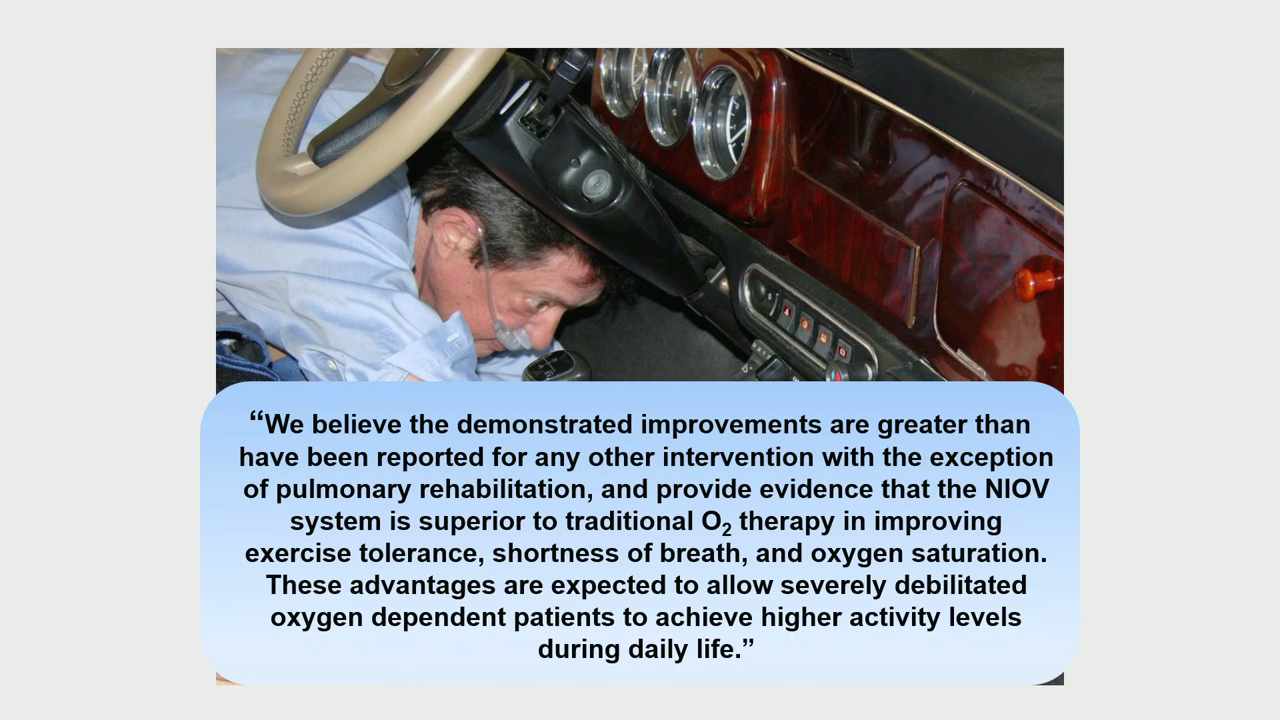 “We believe the demonstrated improvements are greater than
have been reported for any other intervention with the exception
of pulmonary rehabilitation, and provide evidence that the NIOV
system is superior to traditional O₂ therapy in improving
exercise tolerance, shortness of breath, and oxygen saturation.
These advantages are expected to allow severely debilitated
oxygen dependent patients to achieve higher activity levels
during daily life.”